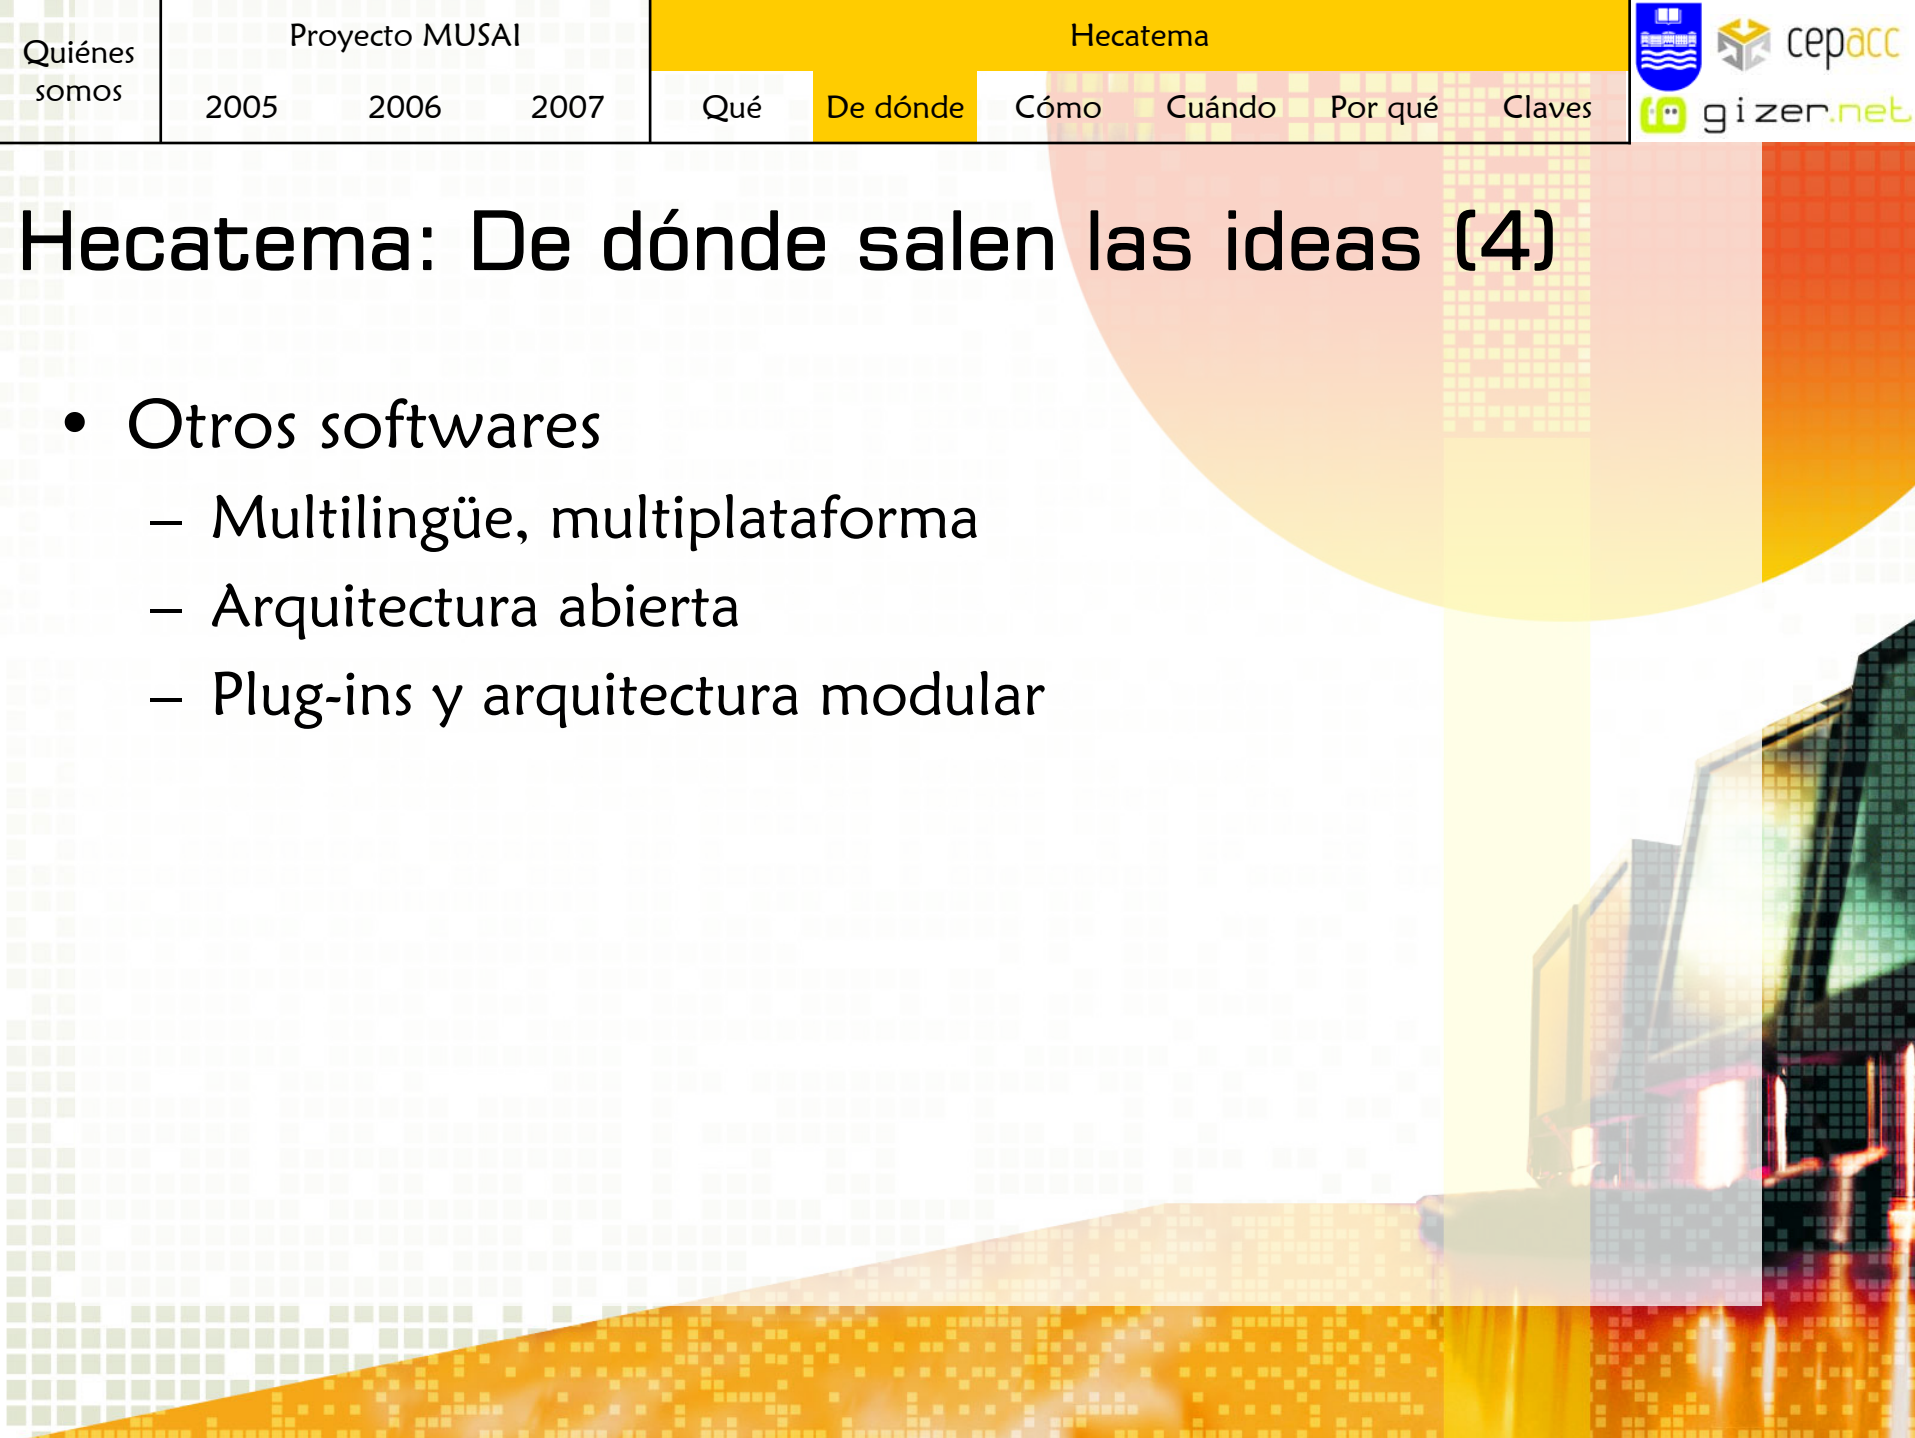 Quiénes somos
Proyecto MUSAI
Hecatema
2005 2006 2007 Qué De dónde Cómo Cuándo Por qué Claves
cepacc
gizer.net
Hecatema: De dónde salen las ideas (4)
• Otros softwares
– Multilingüe, multiplataforma
– Arquitectura abierta
– Plug-ins y arquitectura modular